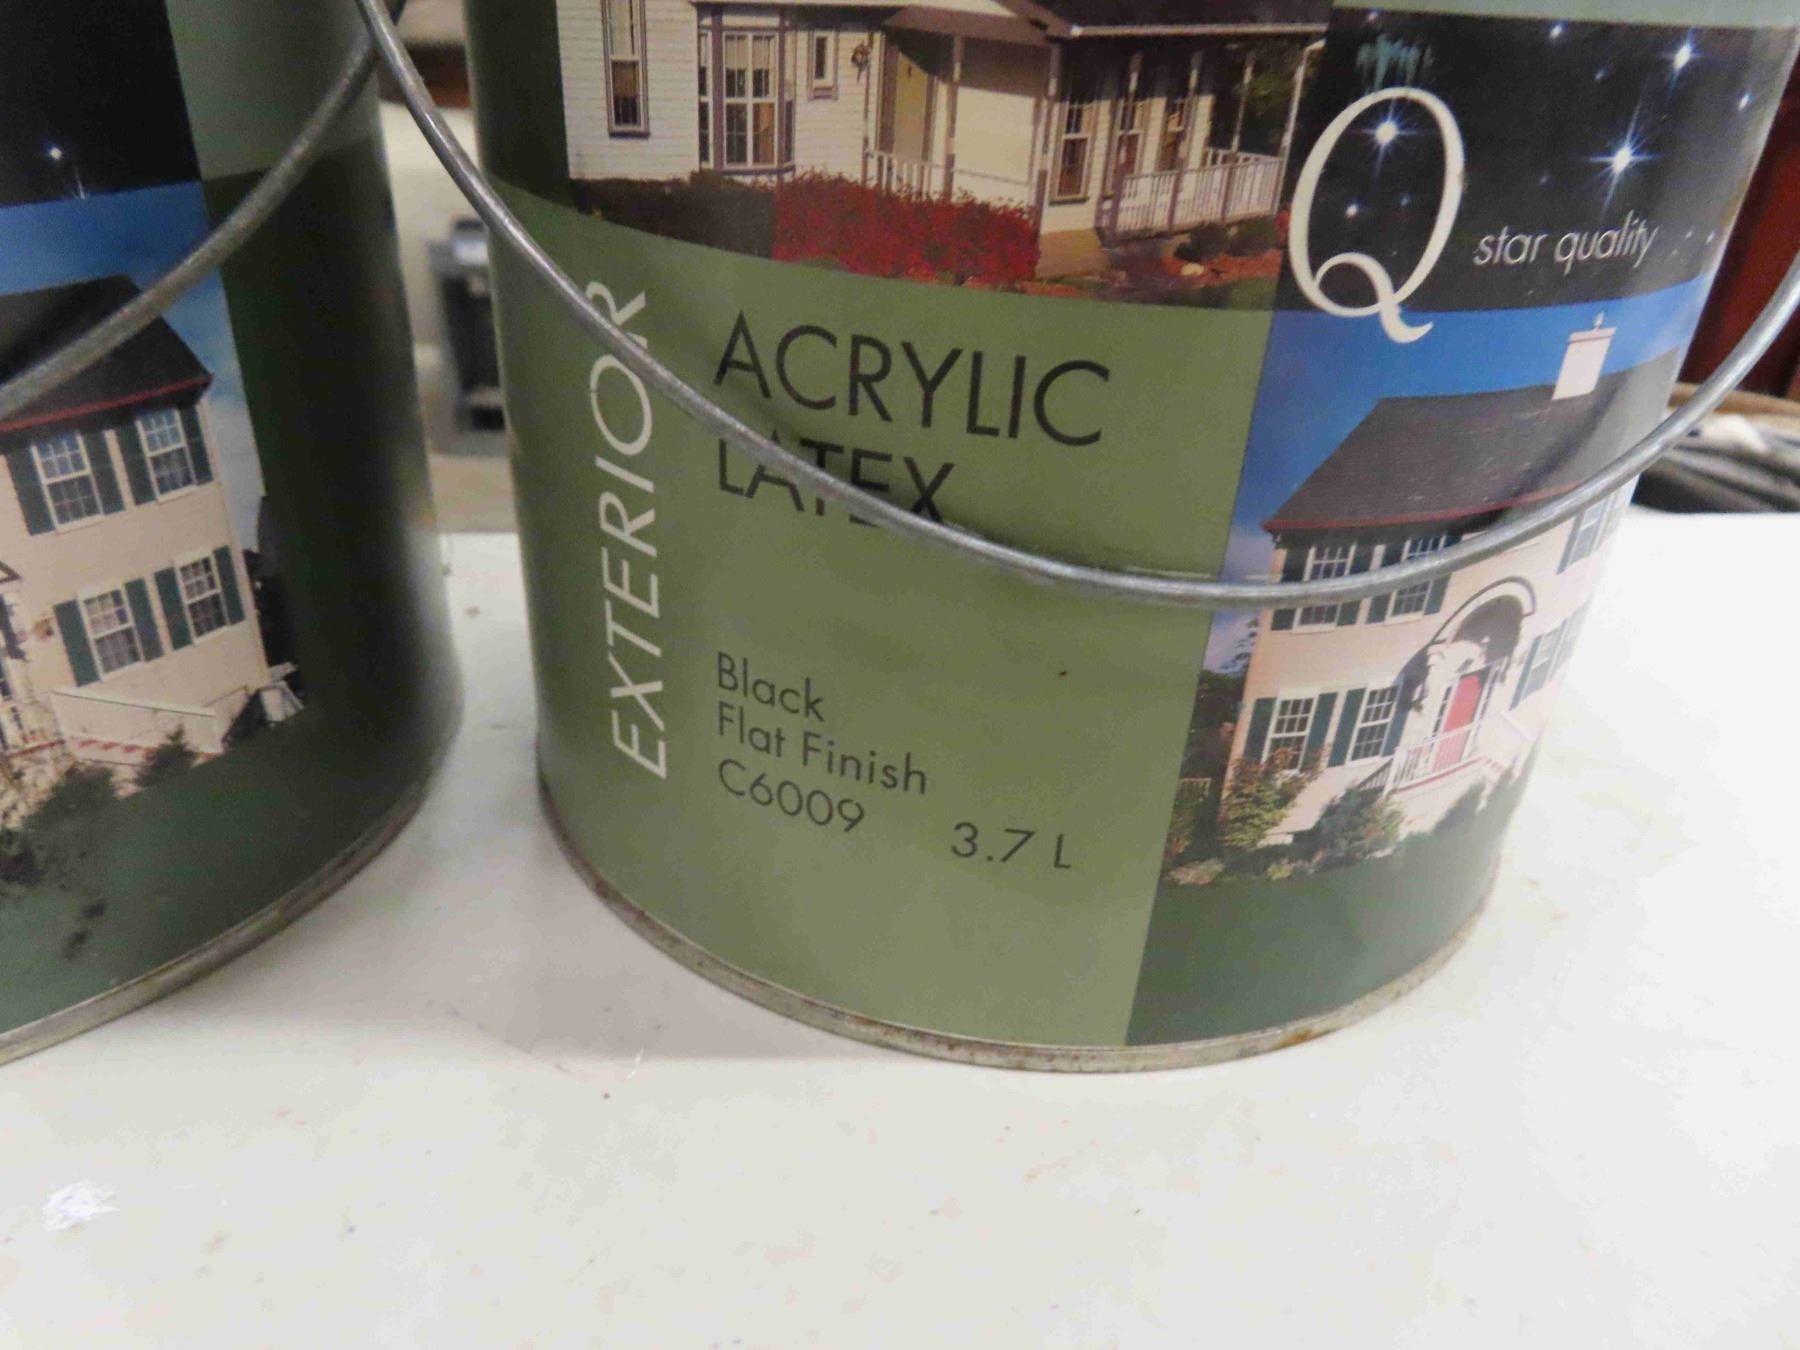 Q star quality
EXTERIOR
ACRYLIC
LATEX
Black
Flat Finish
C6009 3.7 L